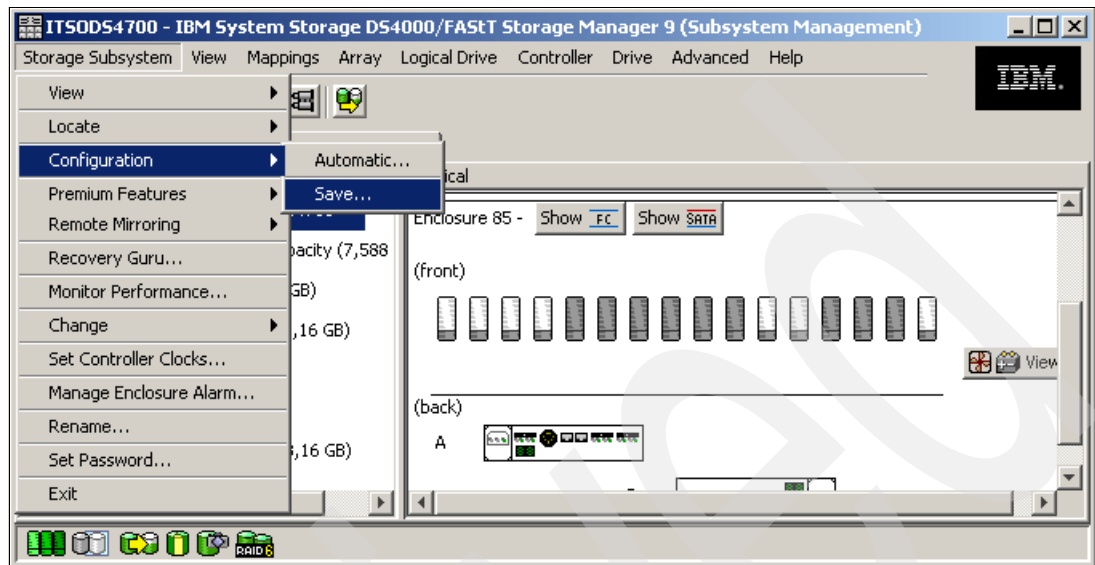 ITSODS4700 - IBM System Storage DS4000/FAStT Storage Manager 9 (Subsystem Management)
Storage Subsystem View Mappings Array Logical Drive Controller Drive Advanced Help
IBM.
View
Locate
Configuration
Automatic...
Save...
Premium Features
Remote Mirroring
Recovery Guru...
Monitor Performance...
Change
Set Controller Clocks...
Manage Enclosure Alarm...
Rename...
Set Password...
Exit
(7,588
GB)
,16 GB)
,16 GB)
Enclosure 85 - Show FC Show SATA
(front)
View
(back)
A
RAID 6